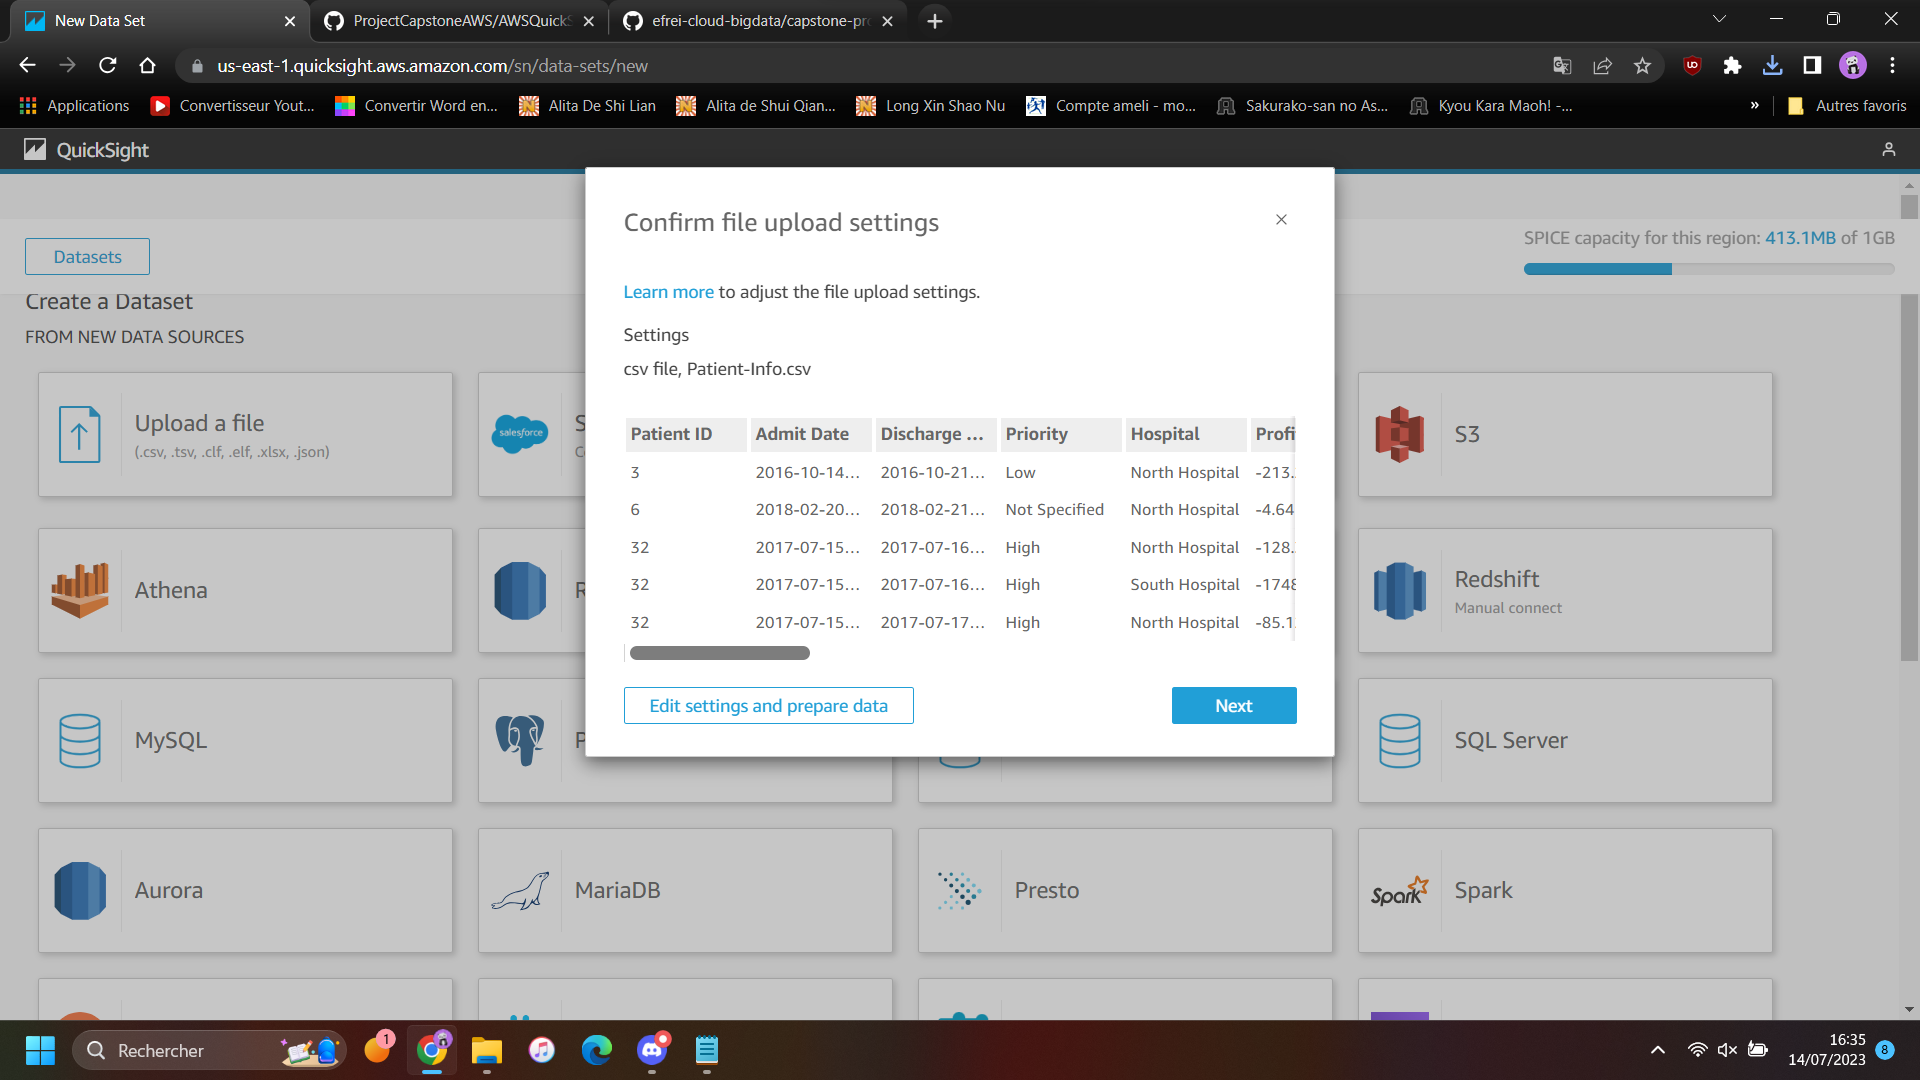 New Data Set
ProjectCapstoneAWS/AWSQuickS
efrei-cloud-bigdata/capstone-pro
us-east-1.quicksight.aws.amazon.com/sn/data-sets/new
Applications
Convertisseur Yout...
Convertir Word en...
Alita De Shi Lian
Alita de Shui Qian...
Long Xin Shao Nu
Compte ameli - mo...
Sakurako-san no As...
Kyou Kara Maoh! -...
»
Autres favoris
QuickSight
Datasets
SPICE capacity for this region: 413.1MB of 1GB
Create a Dataset
FROM NEW DATA SOURCES
Confirm file upload settings
Learn more to adjust the file upload settings.
Settings
csv file, Patient-Info.csv
Patient ID Admit Date Discharge ... Priority Hospital Profi
3 2016-10-14... 2016-10-21... Low North Hospital -213.
6 2018-02-20... 2018-02-21... Not Specified North Hospital -4.64
32 2017-07-15... 2017-07-16... High North Hospital -128.
32 2017-07-15... 2017-07-16... High South Hospital -1748
32 2017-07-15... 2017-07-17... High North Hospital -85.1
Edit settings and prepare data
Next
Upload a file
(.csv, .tsv, .clf, .elf, .xlsx, .json)
salesforce
S3
Athena
Redshift
Manual connect
MySQL
SQL Server
Aurora
MariaDB
Presto
Spark
Spark
Rechercher
1
16:35
14/07/2023
8